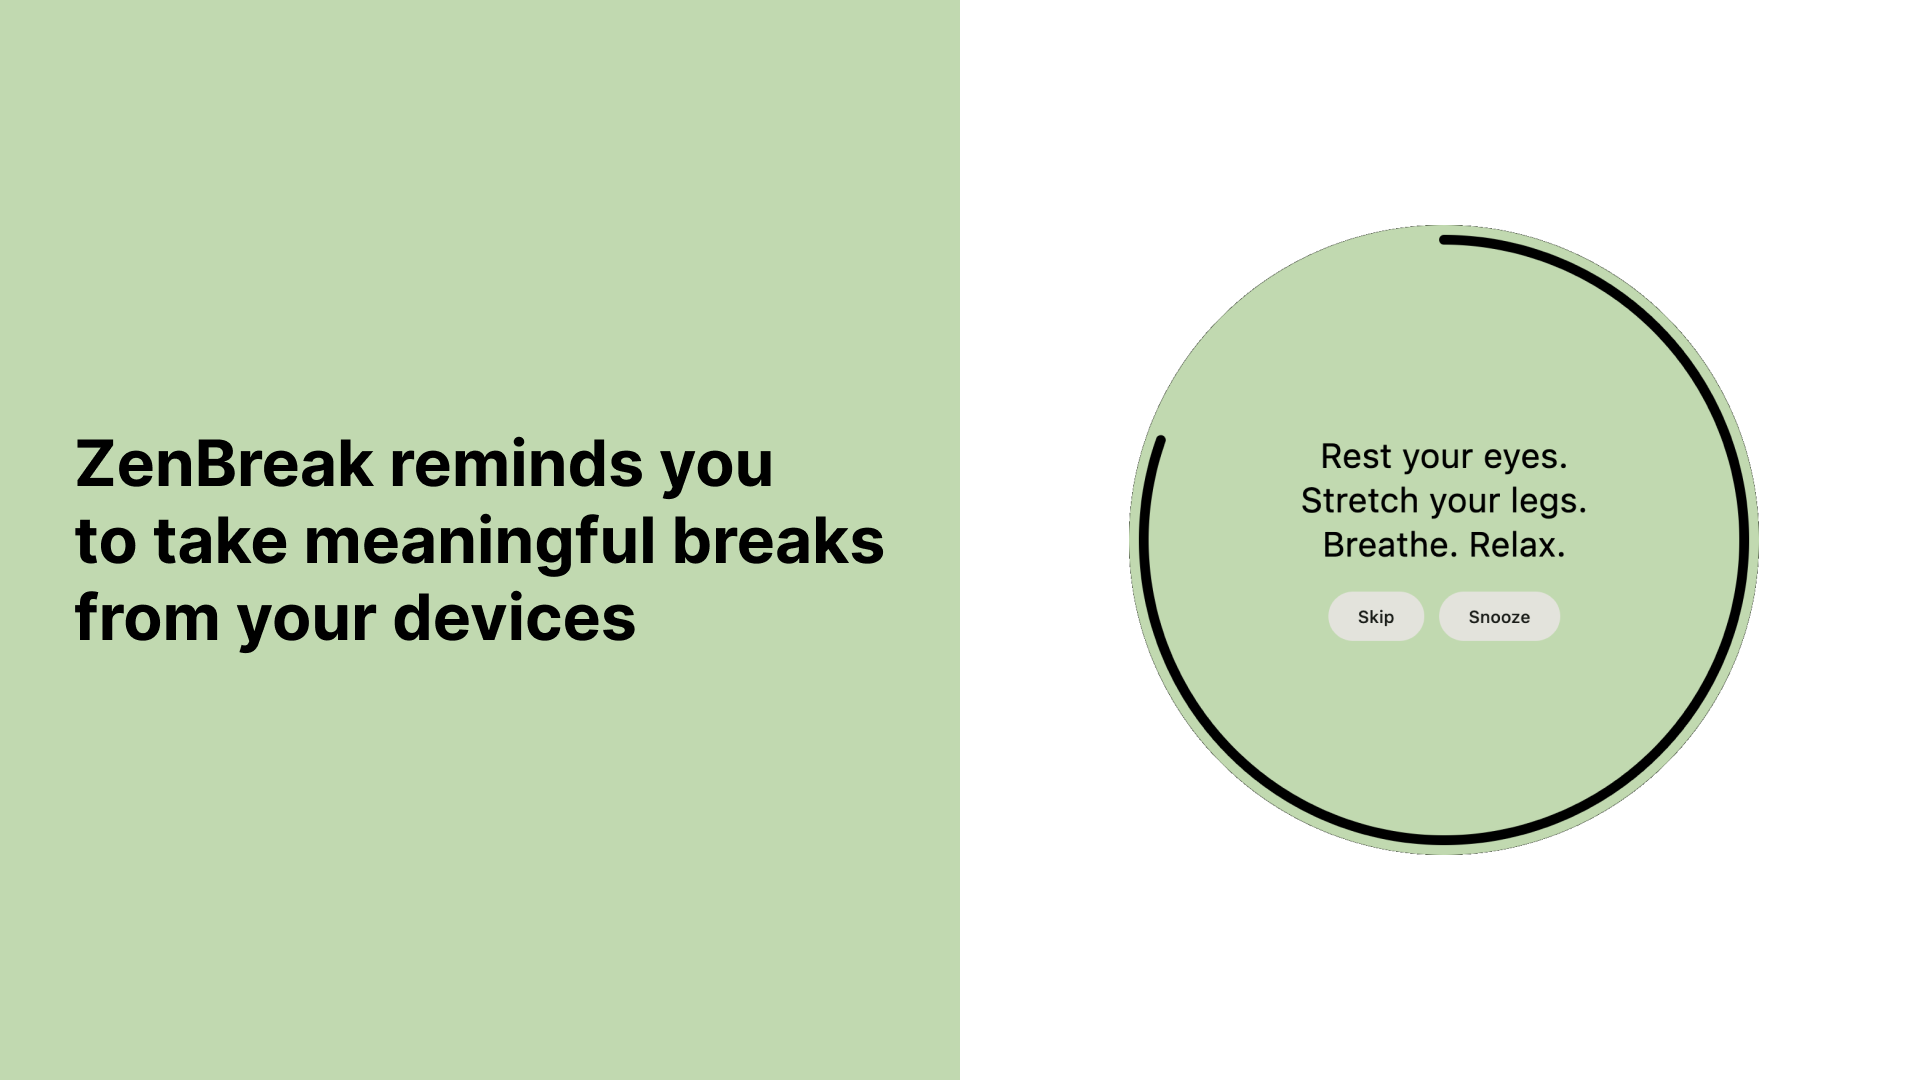 ZenBreak reminds you
to take meaningful breaks
from your devices
Rest your eyes.
Stretch your legs.
Breathe. Relax.
Skip
Snooze